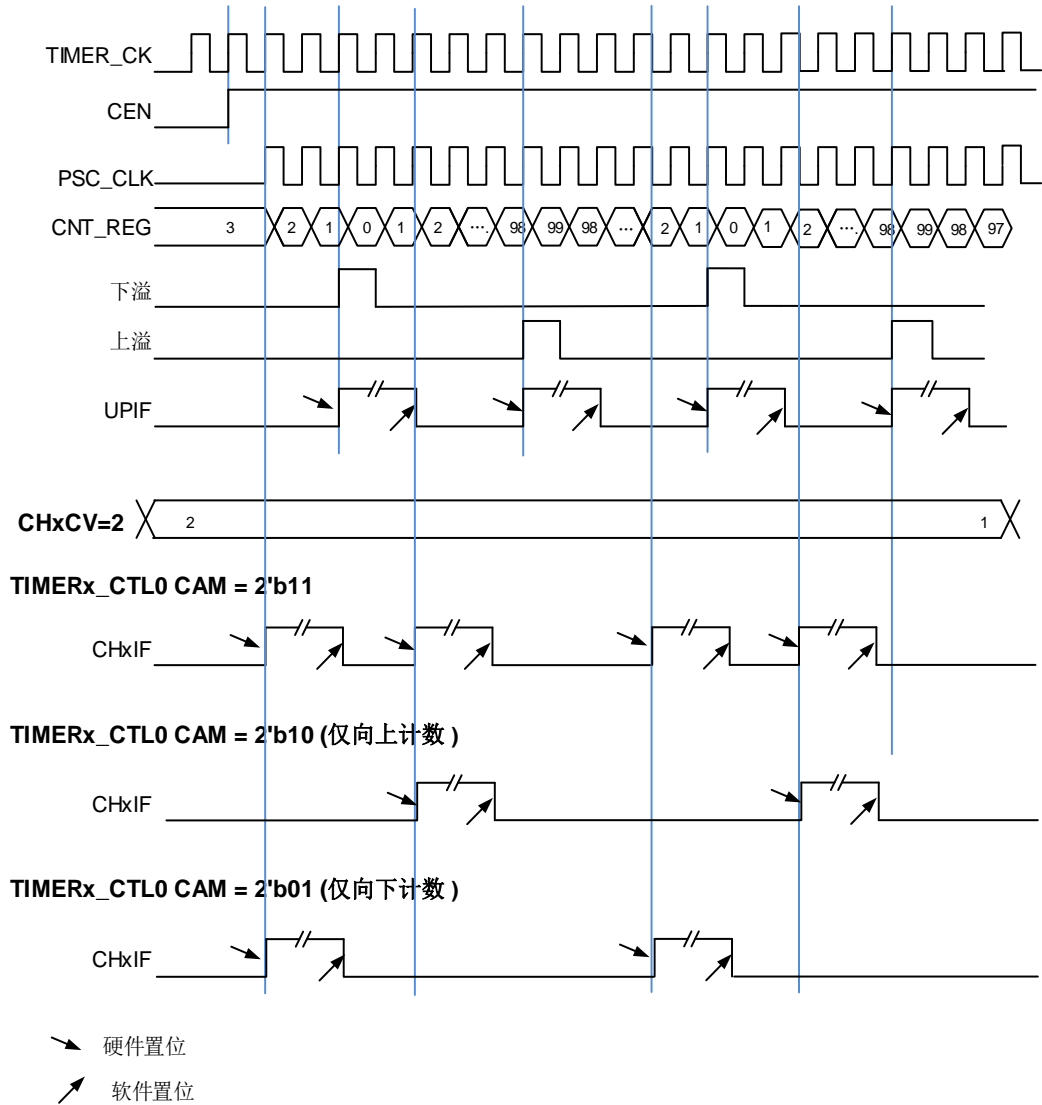 TIMER_CK
CEN
PSC_CLK
CNT_REG 3 2 1 0 1 2 …. 98 99 98 … 2 1 0 1 2 …. 98 99 98 97
下溢
上溢
UPIF
CHxCV=2 2 1
TIMERx_CTL0 CAM = 2'b11
CHxIF
TIMERx_CTL0 CAM = 2'b10 (仅向上计数 )
CHxIF
TIMERx_CTL0 CAM = 2'b01 (仅向下计数 )
CHxIF
硬件置位
软件置位